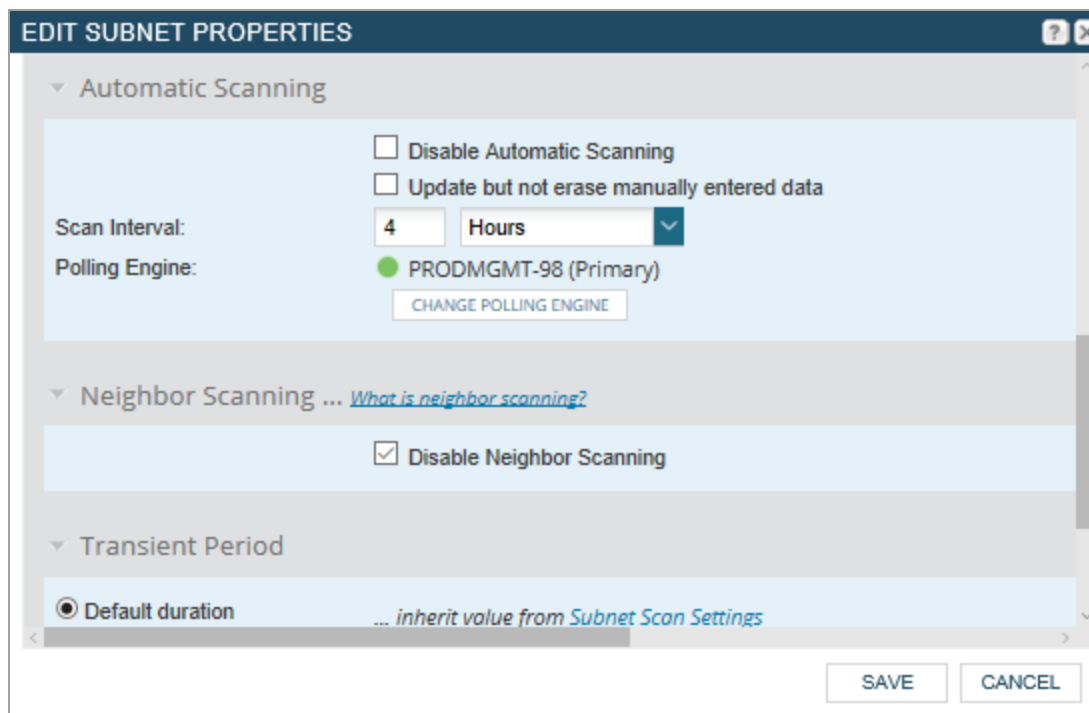 EDIT SUBNET PROPERTIES
?
Automatic Scanning
Disable Automatic Scanning
Update but not erase manually entered data
Scan Interval: 4 Hours
Polling Engine: PRODMGMT-98 (Primary)
CHANGE POLLING ENGINE
Neighbor Scanning ... What is neighbor scanning?
Disable Neighbor Scanning
Transient Period
Default duration ... inherit value from Subnet Scan Settings
SAVE CANCEL